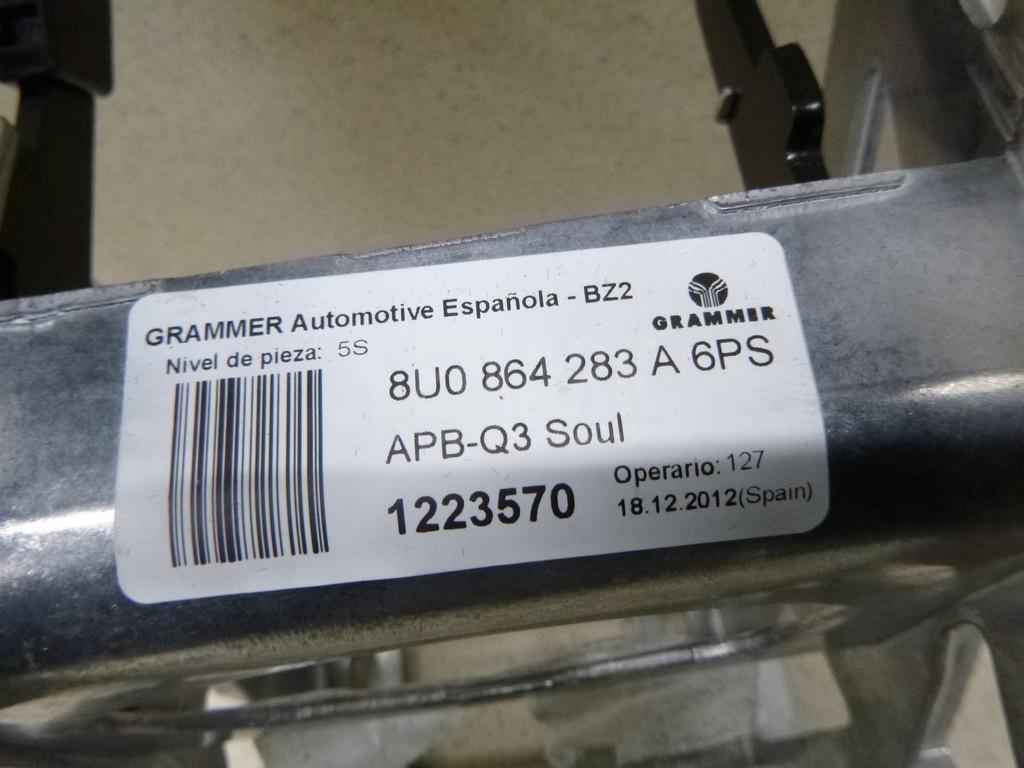 GRAMMER Automotive Española - BZ2
GRAMMER
Nivel de pieza: 5S
8U0 864 283 A 6PS
APB-Q3 Soul
Operario: 127
1223570
18.12.2012(Spain)